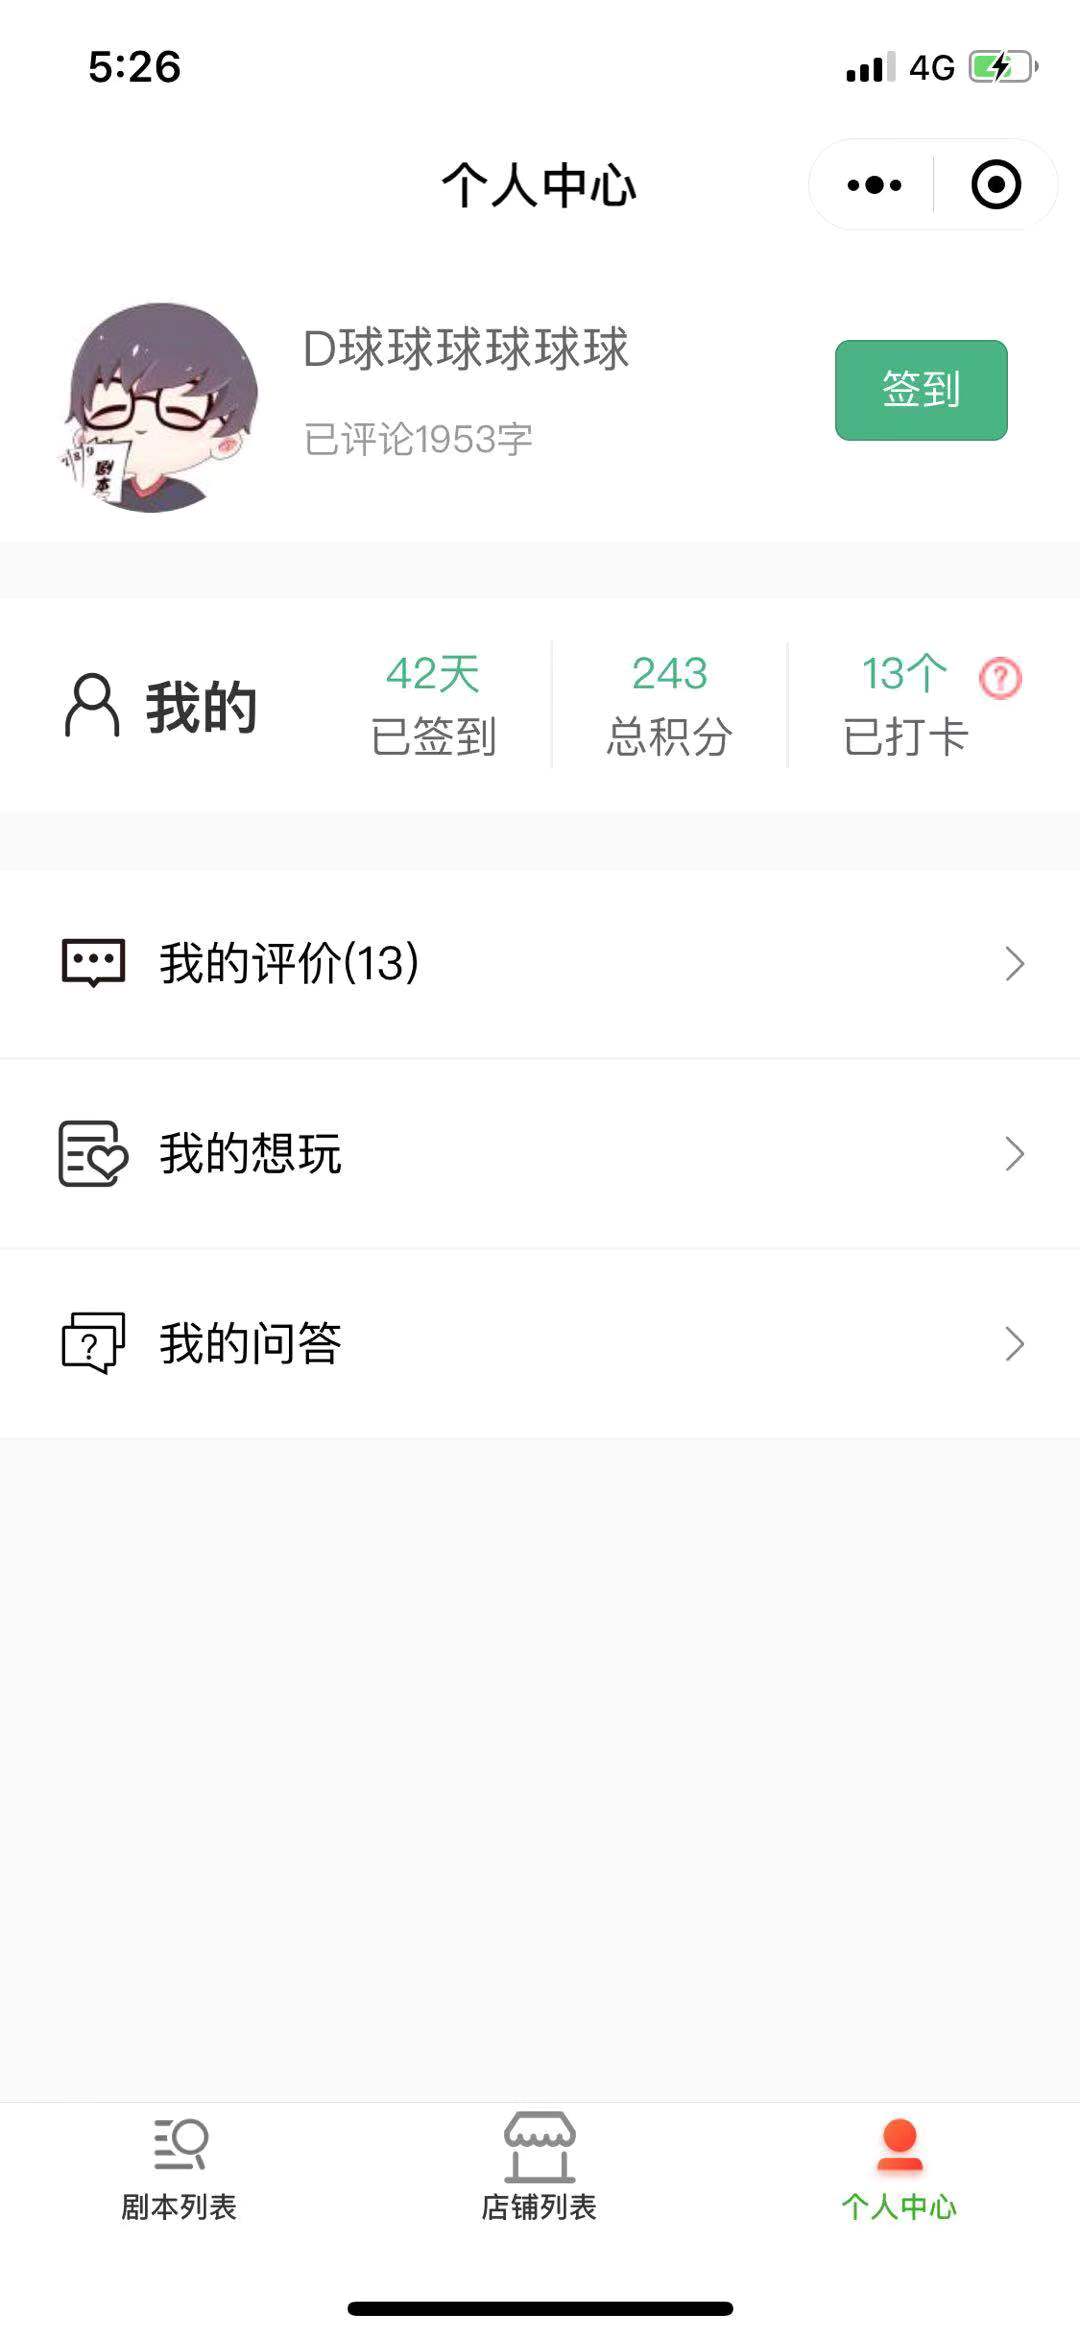 5:26
4G
个人中心
D球球球球球球
已评论1953字
签到
7 8 9
剧本
我的
42天
已签到
243
总积分
13个
?
已打卡
我的评价(13)
我的想玩
?
我的问答
剧本列表
店铺列表
个人中心